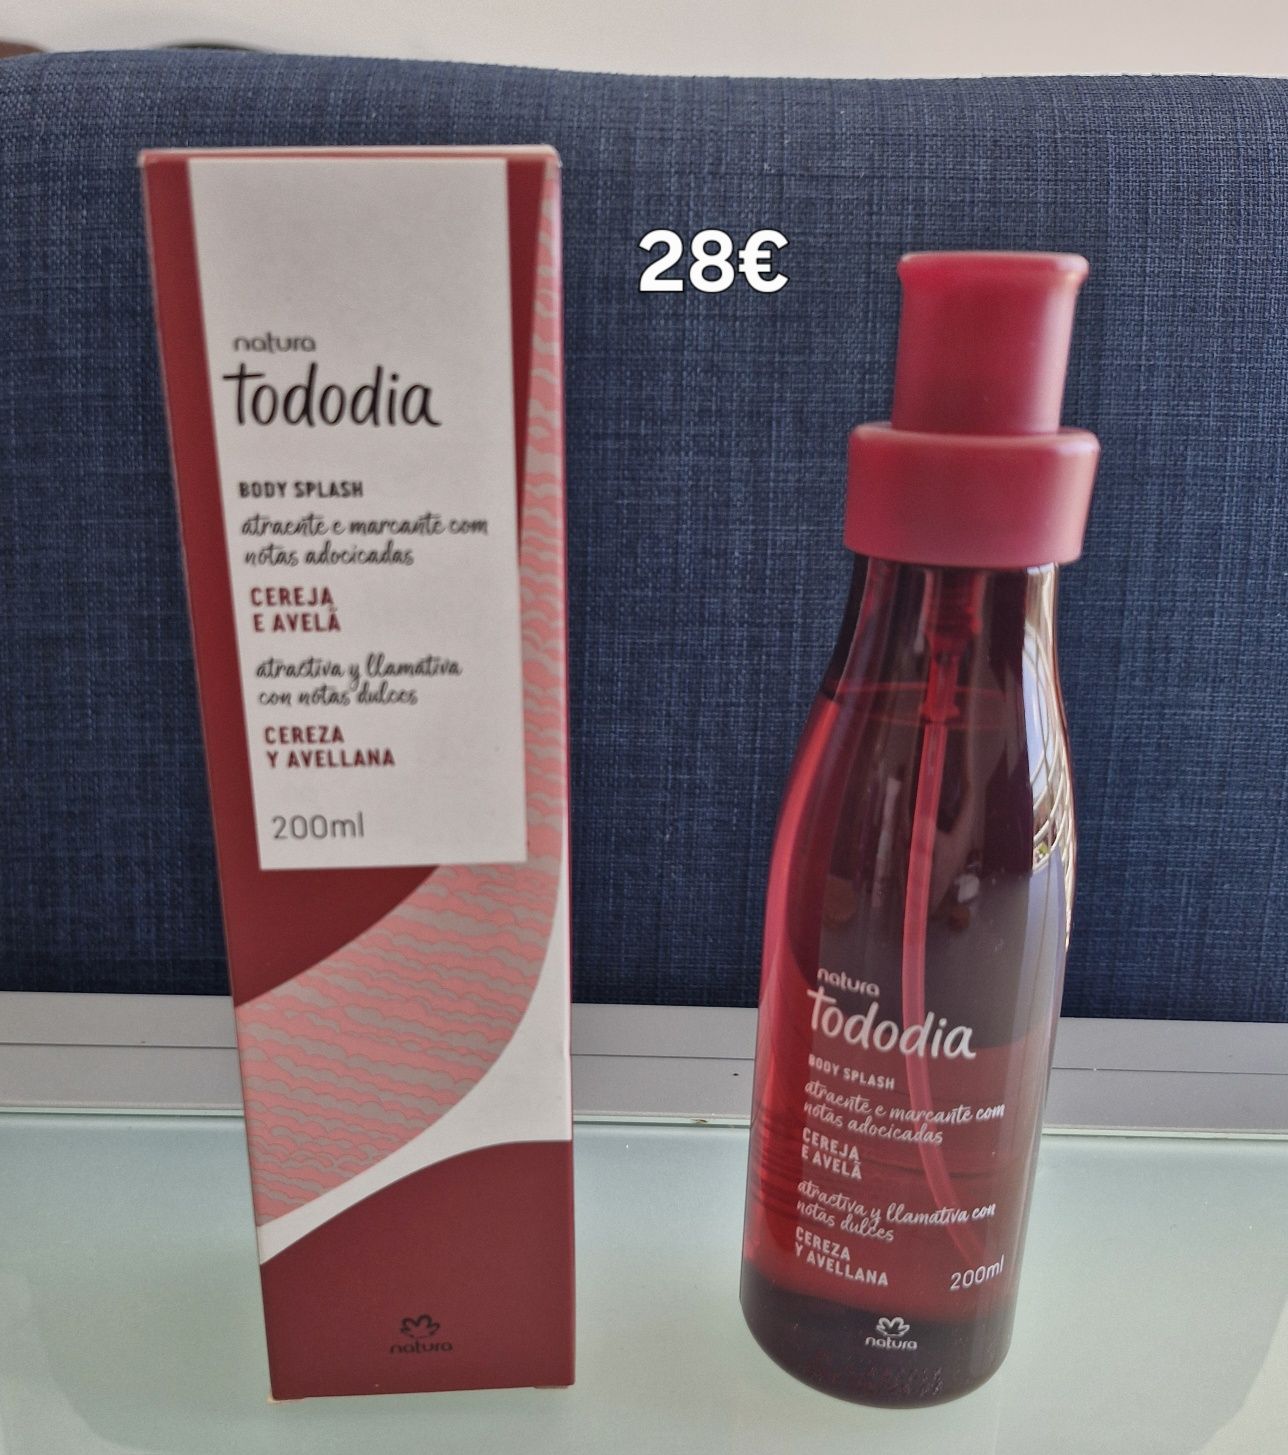 28€
natura
tododia
BODY SPLASH
atraente e marcante com
notas adocicadas
CEREJA
E AVELÃ
atractiva y llamativa
con notas dulces
CEREZA
Y AVELLANA
200ml
natura
natura
tododia
BODY SPLASH
atraente e marcante com
notas adocicadas
CEREJA
E AVELÃ
atractiva y llamativa con
notas dulces
CEREZA
Y AVELLANA
200ml
natura